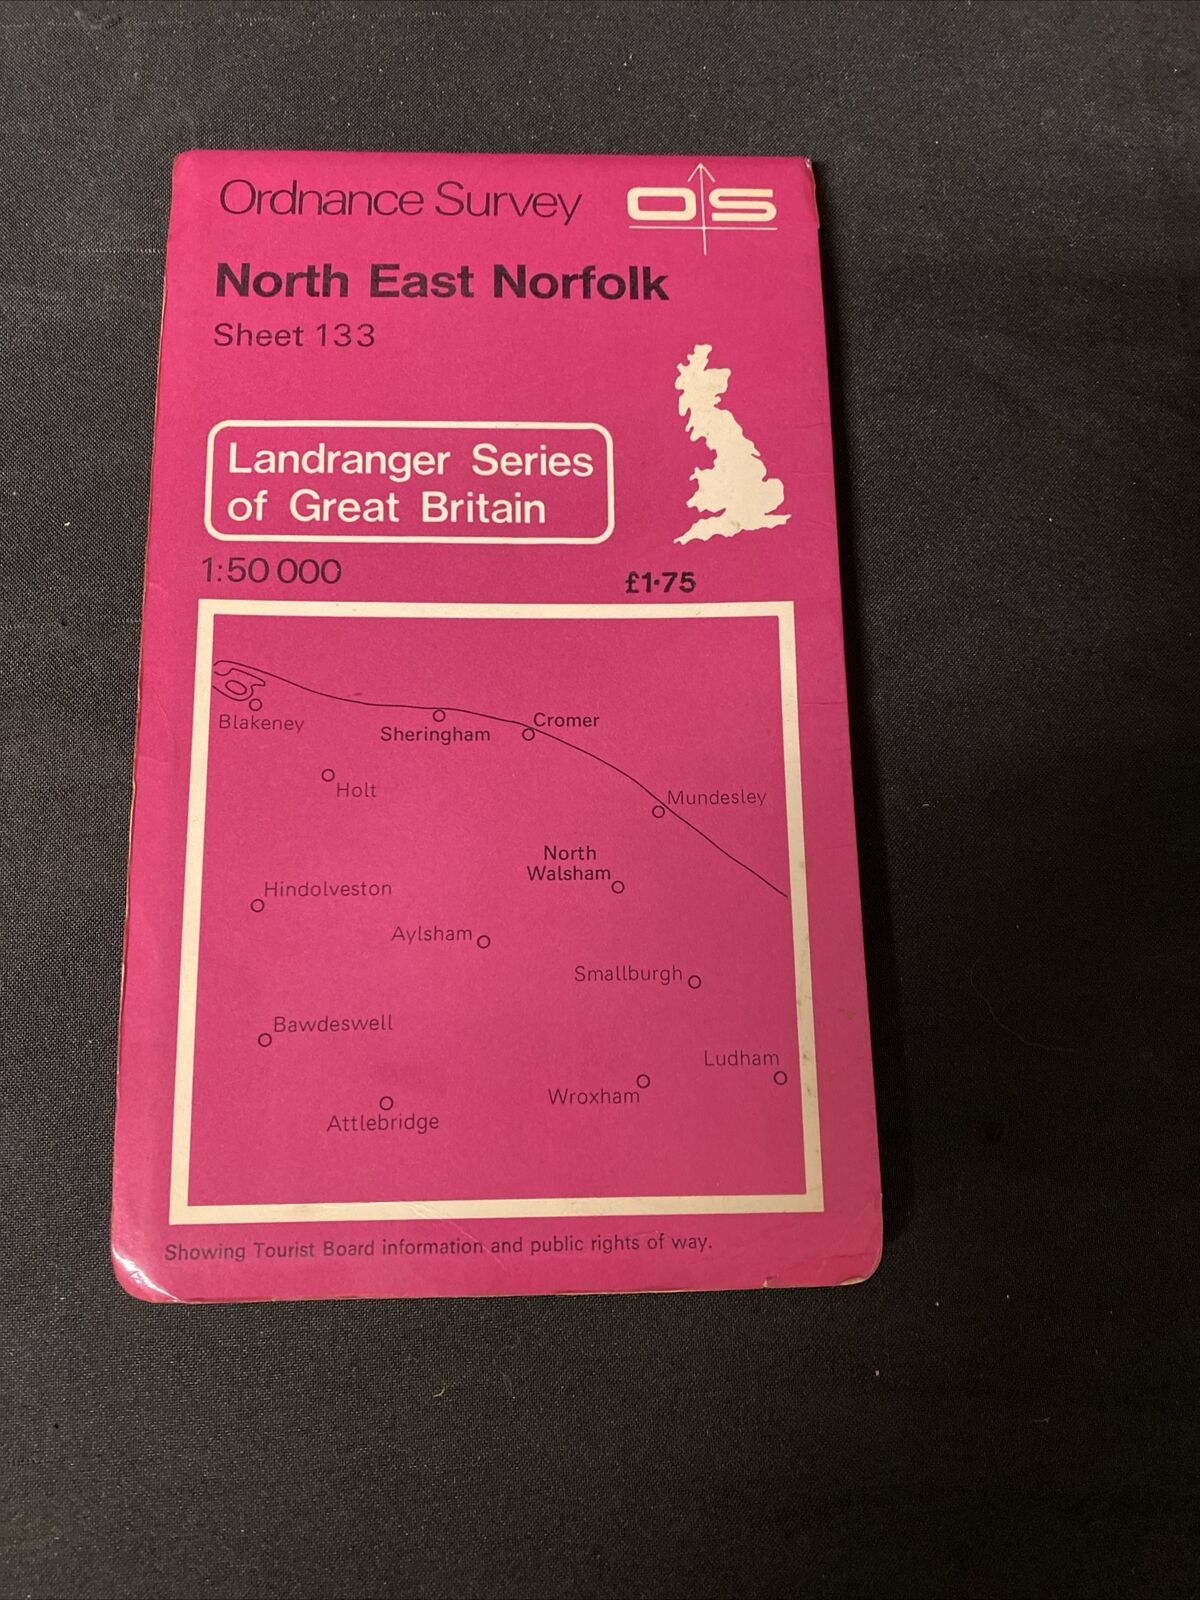 Ordnance Survey OS
North East Norfolk
Sheet 133
Landranger Series
of Great Britain
1:50 000
£1·75
Blakeney
Sheringham
Cromer
Holt
Mundesley
North
Walsham
Hindolveston
Aylsham
Smallburgh
Bawdeswell
Ludham
Wroxham
Attlebridge
Showing Tourist Board information and public rights of way.